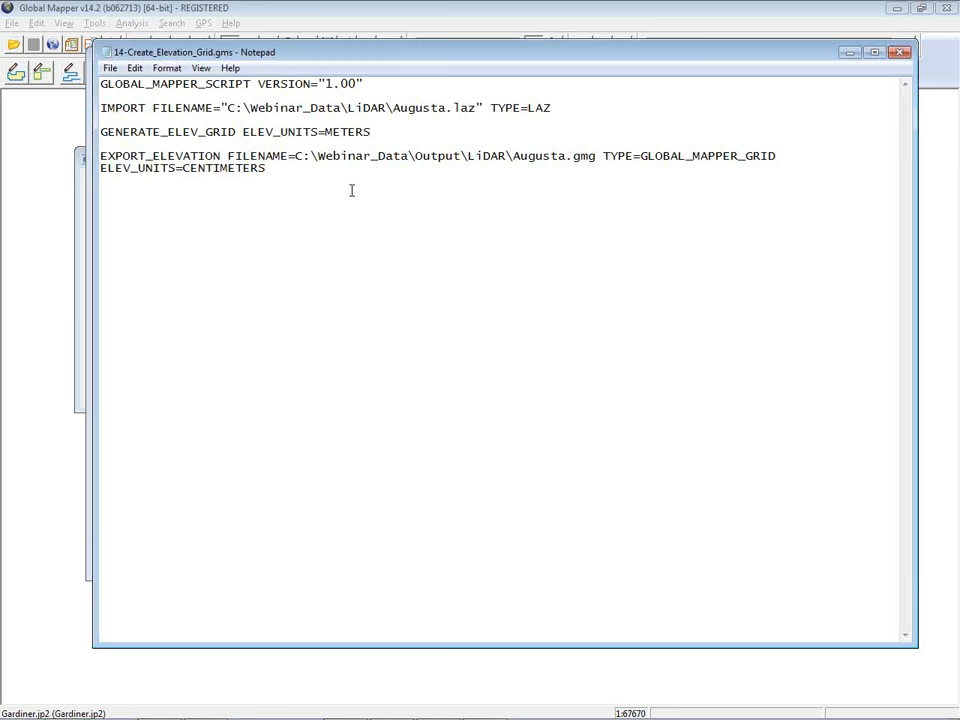 Global Mapper v14.2 (b062713) [64-bit] - REGISTERED
File Edit View Tools Analysis Search GPS Help
14-Create_Elevation_Grid.gms - Notepad
File Edit Format View Help
GLOBAL_MAPPER_SCRIPT VERSION="1.00"
IMPORT FILENAME="C:\Webinar_Data\LiDAR\Augusta.laz" TYPE=LAZ
GENERATE_ELEV_GRID ELEV_UNITS=METERS
EXPORT_ELEVATION FILENAME=C:\Webinar_Data\Output\LiDAR\Augusta.gmg TYPE=GLOBAL_MAPPER_GRID
ELEV_UNITS=CENTIMETERS
Gardiner.jp2 (Gardiner.jp2) 1:67670